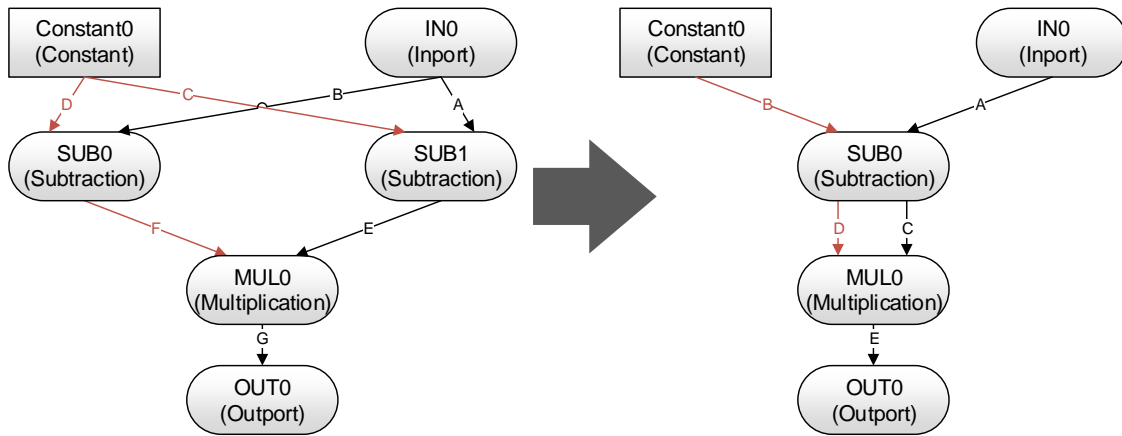 Constant0
(Constant)
IN0
(Inport)
D
C
B
A
SUB0
(Subtraction)
SUB1
(Subtraction)
F
E
MUL0
(Multiplication)
G
OUT0
(Outport)
Constant0
(Constant)
IN0
(Inport)
B
A
SUB0
(Subtraction)
D
C
MUL0
(Multiplication)
E
OUT0
(Outport)